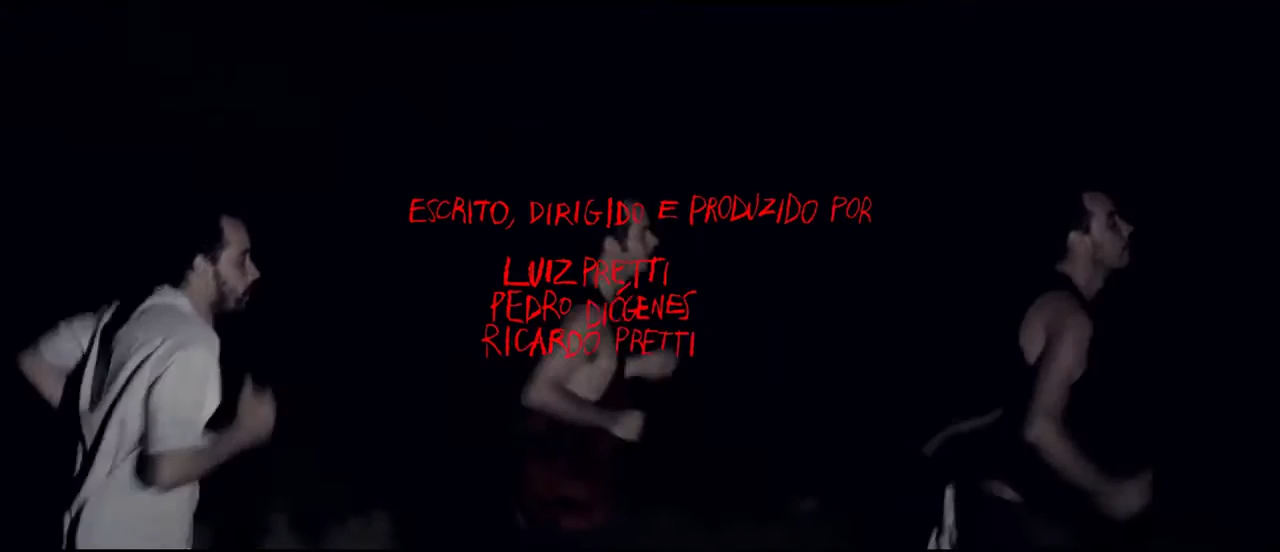 ESCRITO, DIRIGIDO E PRODUZIDO POR
LUIZ PRETTI
PEDRO DIÓGENES
RICARDO PRETTI